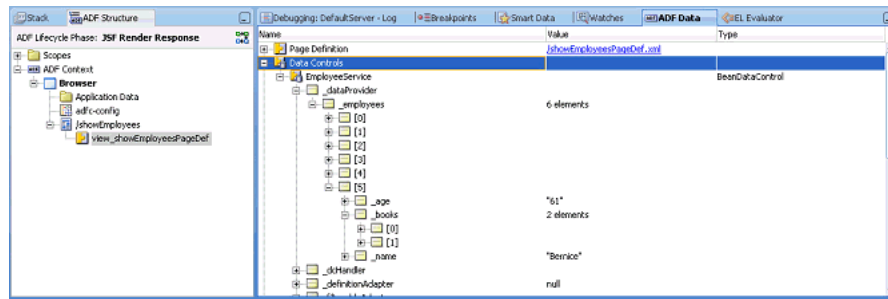 Stack ADF Structure
ADF Lifecycle Phase: JSF Render Response
Scopes
ADF Context
Browser
Application Data
adfc-config
/showEmployees
view_showEmployeesPageDef
Debugging: DefaultServer - Log Breakpoints Smart Data Watches ADF Data EL Evaluator
Name Value Type
Page Definition /showEmployeesPageDef.xml
Data Controls
EmployeeService BeanDataControl
_dataProvider
_employees 6 elements
[0]
[1]
[2]
[3]
[4]
[5]
_age "61"
_books 2 elements
[0]
[1]
_name "Bernice"
_dcHandler
_definitionAdapter null